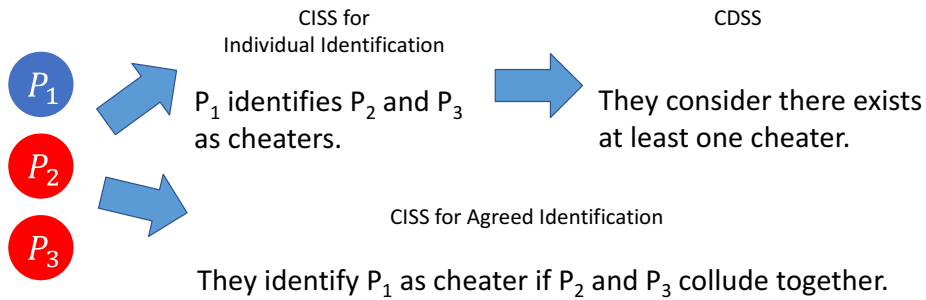 CISS for
Individual Identification
CDSS
P₁
P₁ identifies P₂ and P₃
as cheaters.
They consider there exists
at least one cheater.
P₂
P₃
CISS for Agreed Identification
They identify P₁ as cheater if P₂ and P₃ collude together.